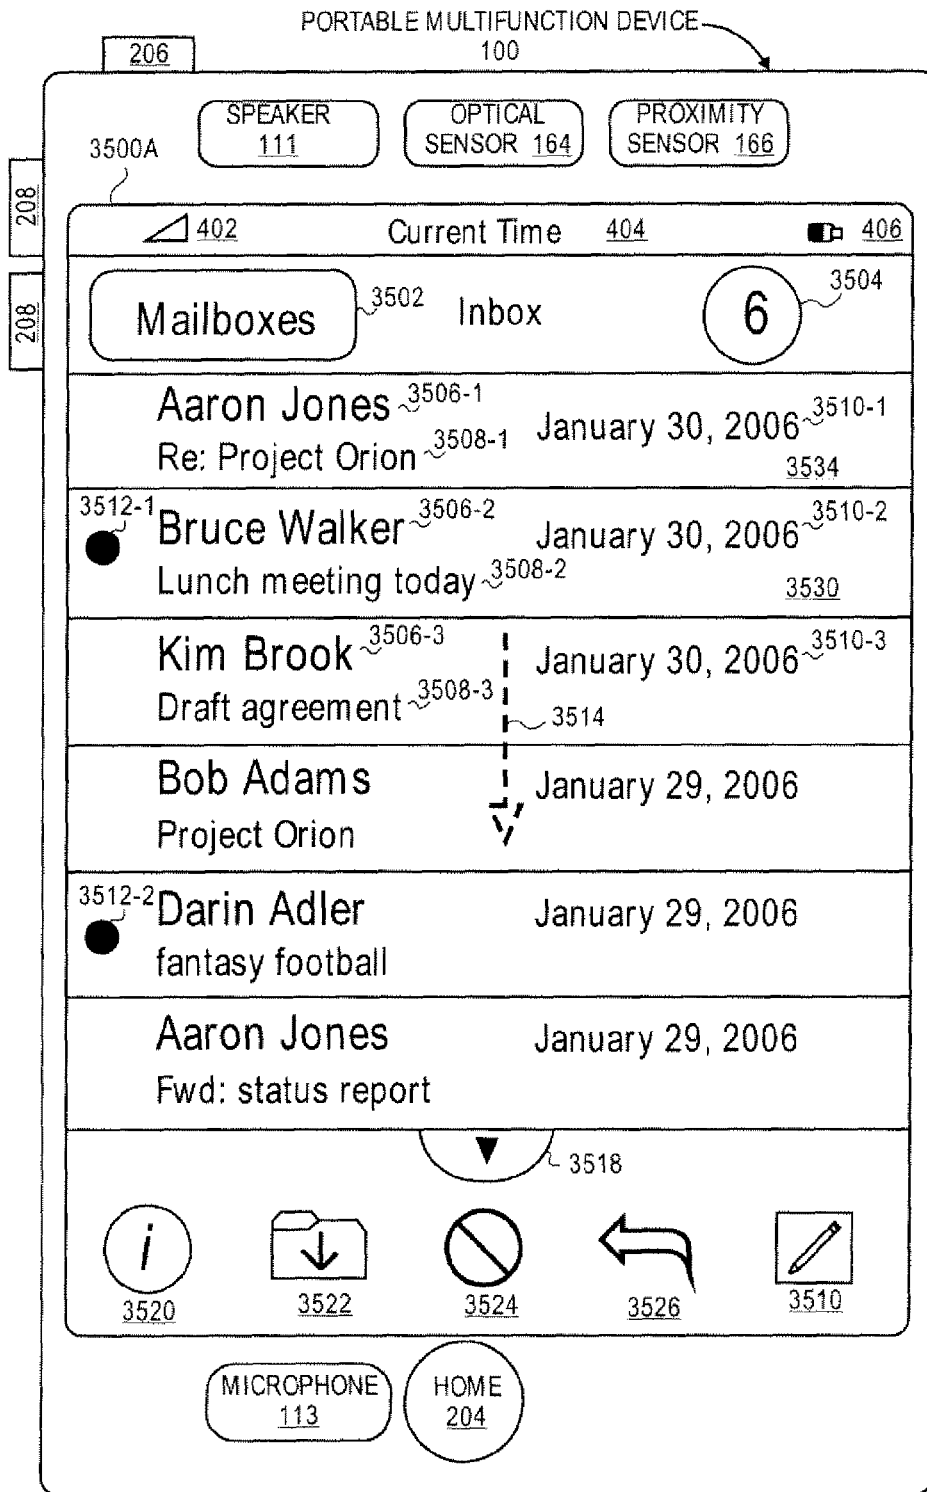 PORTABLE MULTIFUNCTION DEVICE
100
206
SPEAKER
111
OPTICAL
SENSOR 164
PROXIMITY
SENSOR 166
3500A
208
208
402 Current Time 404 406
Mailboxes 3502 Inbox 6 3504
Aaron Jones 3506-1
January 30, 2006 3510-1
Re: Project Orion 3508-1
3534
3512-1
Bruce Walker 3506-2
January 30, 2006 3510-2
Lunch meeting today 3508-2
3530
Kim Brook 3506-3
January 30, 2006 3510-3
Draft agreement 3508-3
3514
Bob Adams
January 29, 2006
Project Orion
3512-2
Darin Adler
January 29, 2006
fantasy football
Aaron Jones
January 29, 2006
Fwd: status report
3518
i
3520 3522 3524 3526 3510
MICROPHONE
113
HOME
204